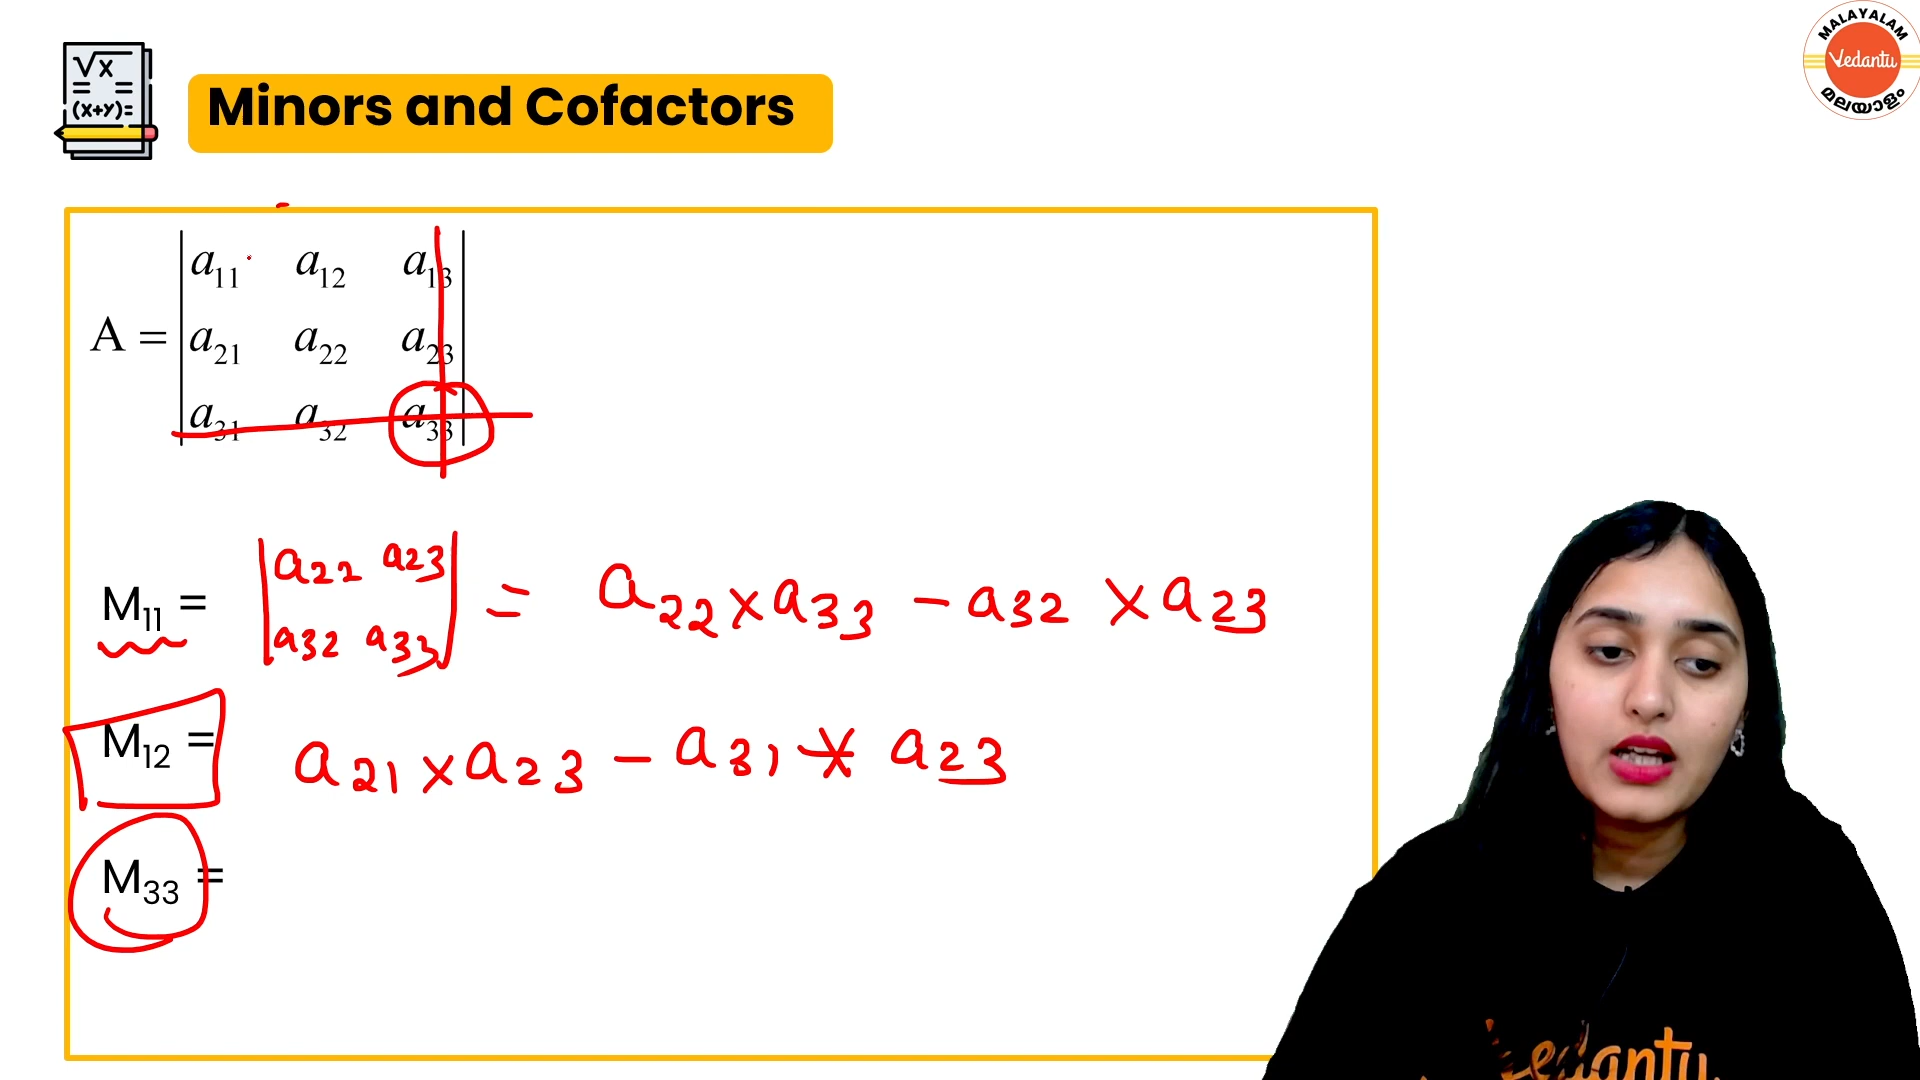 √x
(x+y)=
Minors and Cofactors
MALAYALAM
Vedantu
മലയാളം
a11 a12 a13
A = a21 a22 a23
a31 a32 a33
M11 = |a22 a23 a32 a33| = a22 × a33 - a32 × a23
M12 = a21 × a23 - a31 × a23
M33 =
Vedantu